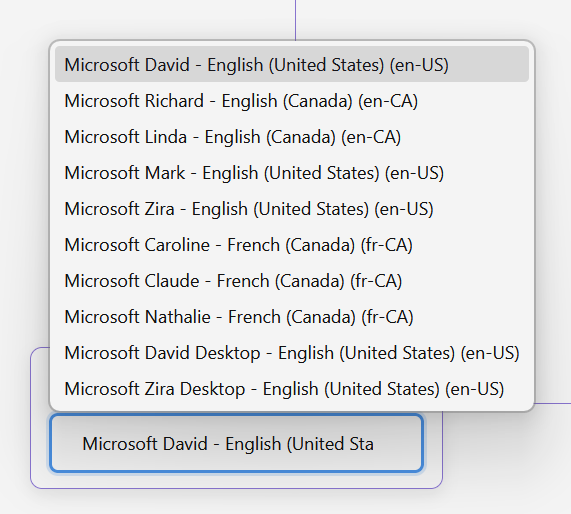 Microsoft David - English (United States) (en-US)
Microsoft Richard - English (Canada) (en-CA)
Microsoft Linda - English (Canada) (en-CA)
Microsoft Mark - English (United States) (en-US)
Microsoft Zira - English (United States) (en-US)
Microsoft Caroline - French (Canada) (fr-CA)
Microsoft Claude - French (Canada) (fr-CA)
Microsoft Nathalie - French (Canada) (fr-CA)
Microsoft David Desktop - English (United States) (en-US)
Microsoft Zira Desktop - English (United States) (en-US)
Microsoft David - English (United Sta